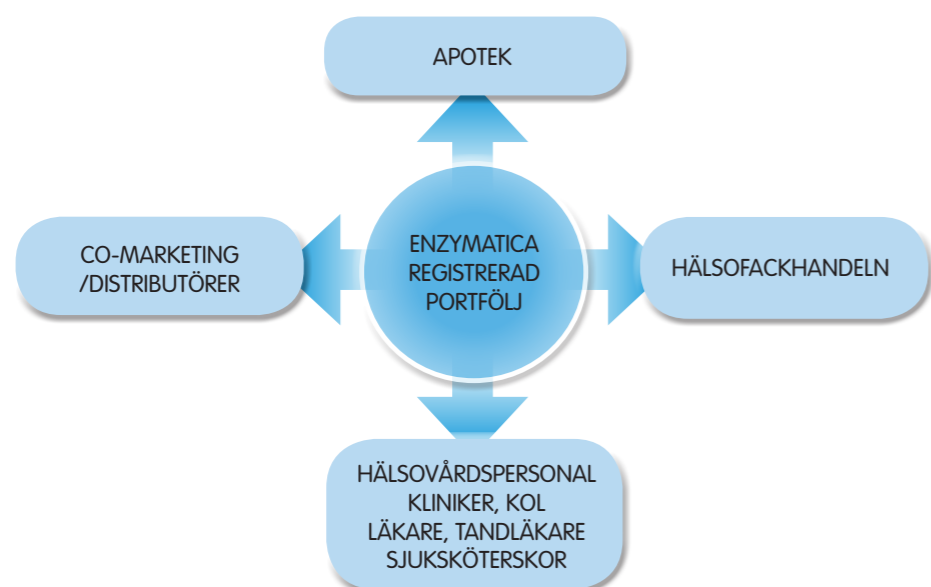 APOTEK
CO-MARKETING
/DISTRIBUTÖRER
ENZYMATICA
REGISTRERAD
PORTFÖLJ
HÄLSOFACKHANDELN
HÄLSOVÅRDSPERSONAL
KLINIKER, KOL
LÄKARE, TANDLÄKARE
SJUKSKÖTERSKOR